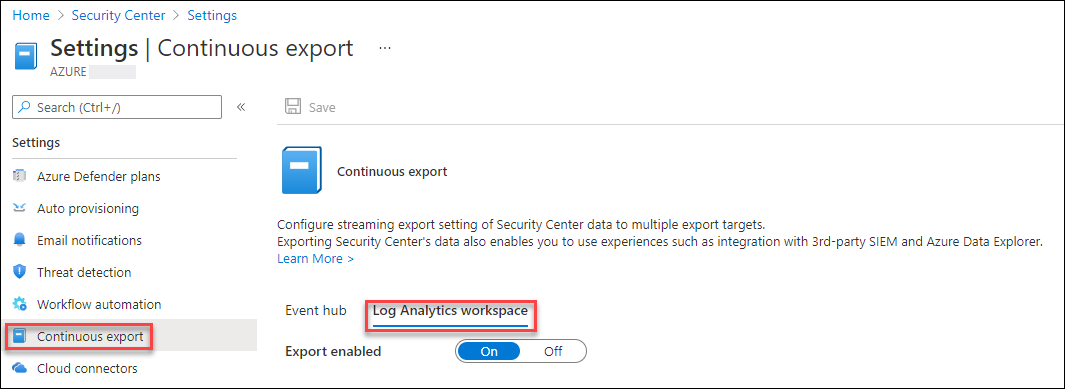 Home > Security Center > Settings
Settings | Continuous export ...
AZURE
Search (Ctrl+/) «
Save
Settings
Azure Defender plans
Auto provisioning
Email notifications
Threat detection
Workflow automation
Continuous export
Cloud connectors
Continuous export
Configure streaming export setting of Security Center data to multiple export targets.
Exporting Security Center's data also enables you to use experiences such as integration with 3rd-party SIEM and Azure Data Explorer.
Learn More >
Event hub Log Analytics workspace
Export enabled On Off